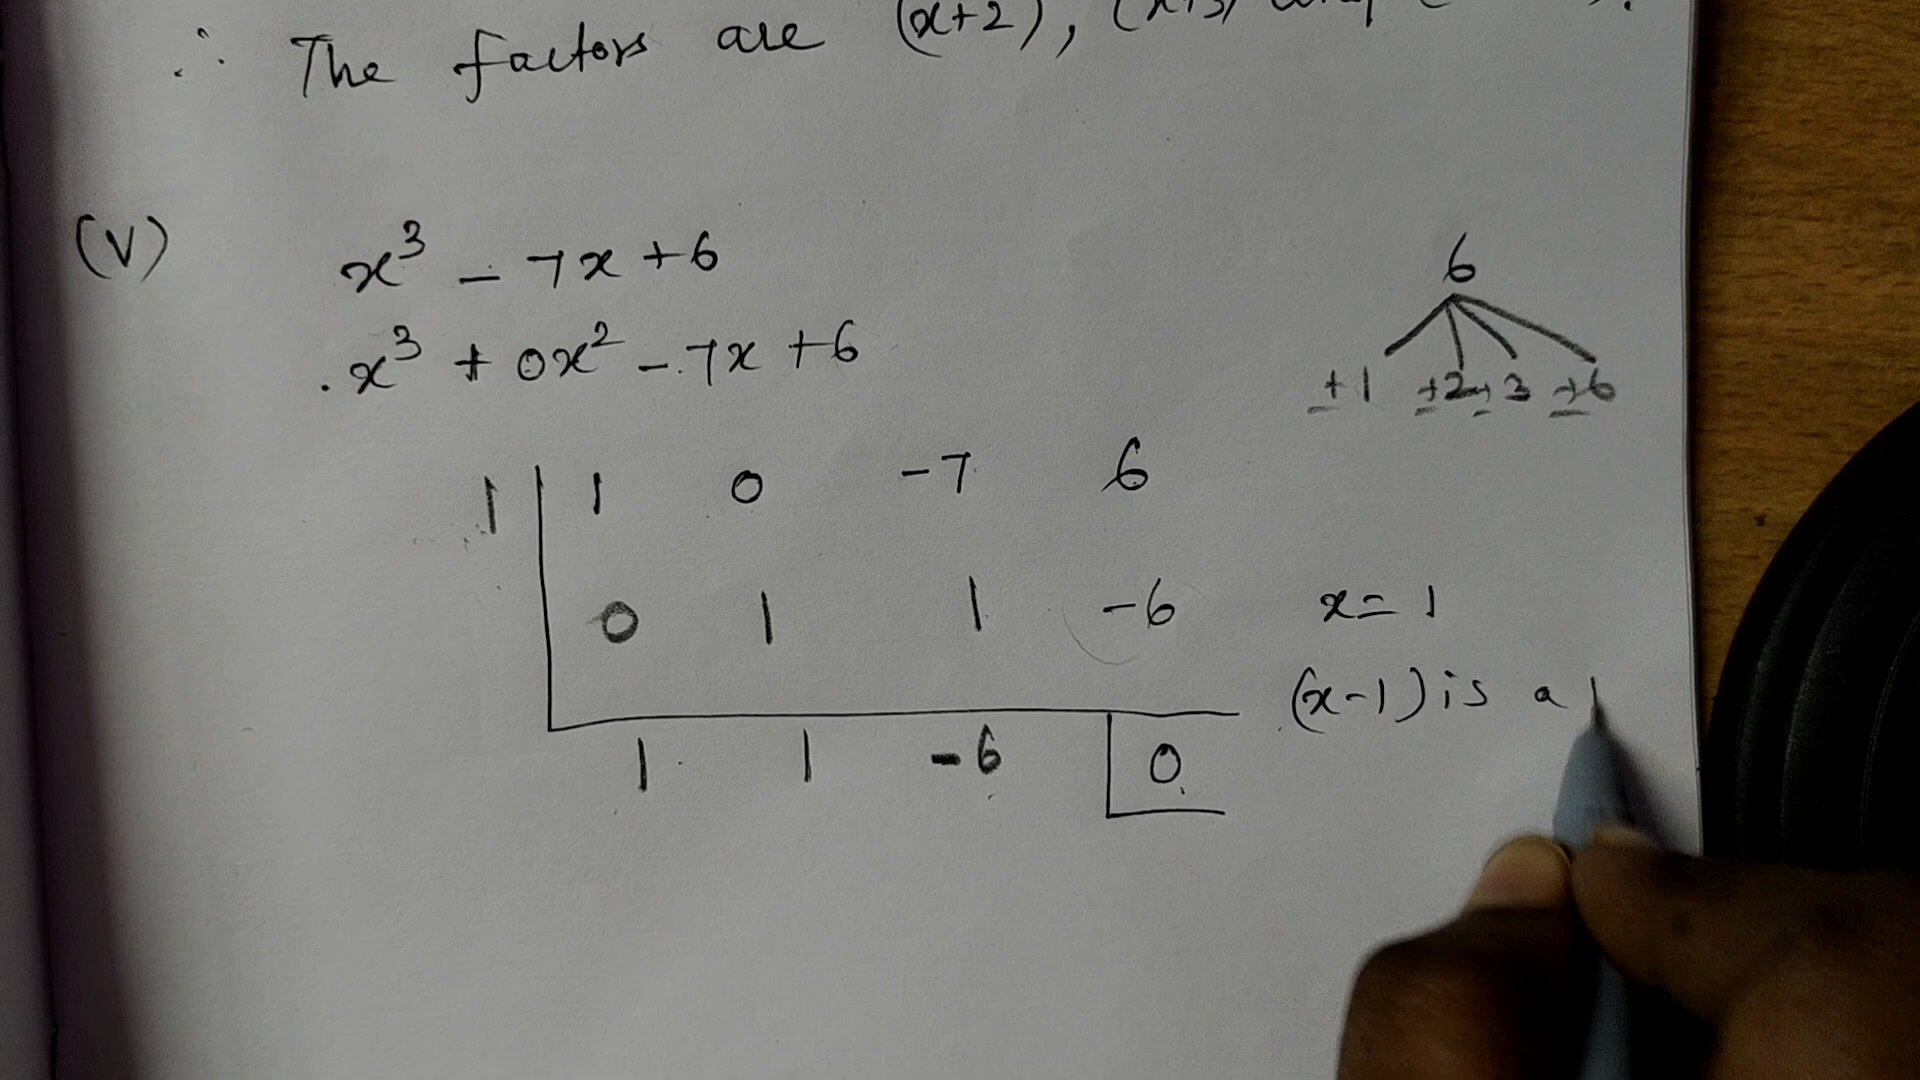 ∴ The factors are (x+2),
(V) x³ - 7x + 6
x³ + 0x² - 7x + 6
6
±1 ±2 ±3 ±6
1 | 1 0 -7 6
0 1 1 -6
x = 1
(x-1) is a
1 1 -6 0